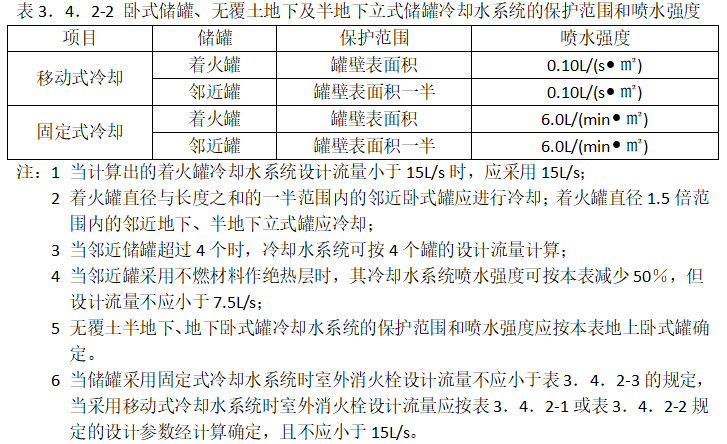 表 3．4．2-2 卧式储罐、无覆土地下及半地下立式储罐冷却水系统的保护范围和喷水强度
项目 储罐 保护范围 喷水强度
移动式冷却 着火罐 罐壁表面积 0.10L/(s●㎡)
邻近罐 罐壁表面积一半 0.10L/(s●㎡)
固定式冷却 着火罐 罐壁表面积 6.0L/(min●㎡)
邻近罐 罐壁表面积一半 6.0L/(min●㎡)
注：1 当计算出的着火罐冷却水系统设计流量小于 15L/s 时，应采用 15L/s；
2 着火罐直径与长度之和的一半范围内的邻近卧式罐应进行冷却；着火罐直径 1.5 倍范
围内的邻近地下、半地下立式罐应冷却；
3 当邻近储罐超过 4 个时，冷却水系统可按 4 个罐的设计流量计算；
4 当邻近罐采用不燃材料作绝热层时，其冷却水系统喷水强度可按本表减少 50％，但
设计流量不应小于 7.5L/s；
5 无覆土半地下、地下卧式罐冷却水系统的保护范围和喷水强度应按本表地上卧式罐确
定。
6 当储罐采用固定式冷却水系统时室外消火栓设计流量不应小于表 3．4．2-3 的规定，
当采用移动式冷却水系统时室外消火栓设计流量应按表 3．4．2-1 或表 3．4．2-2 规
定的设计参数经计算确定，且不应小于 15L/s。